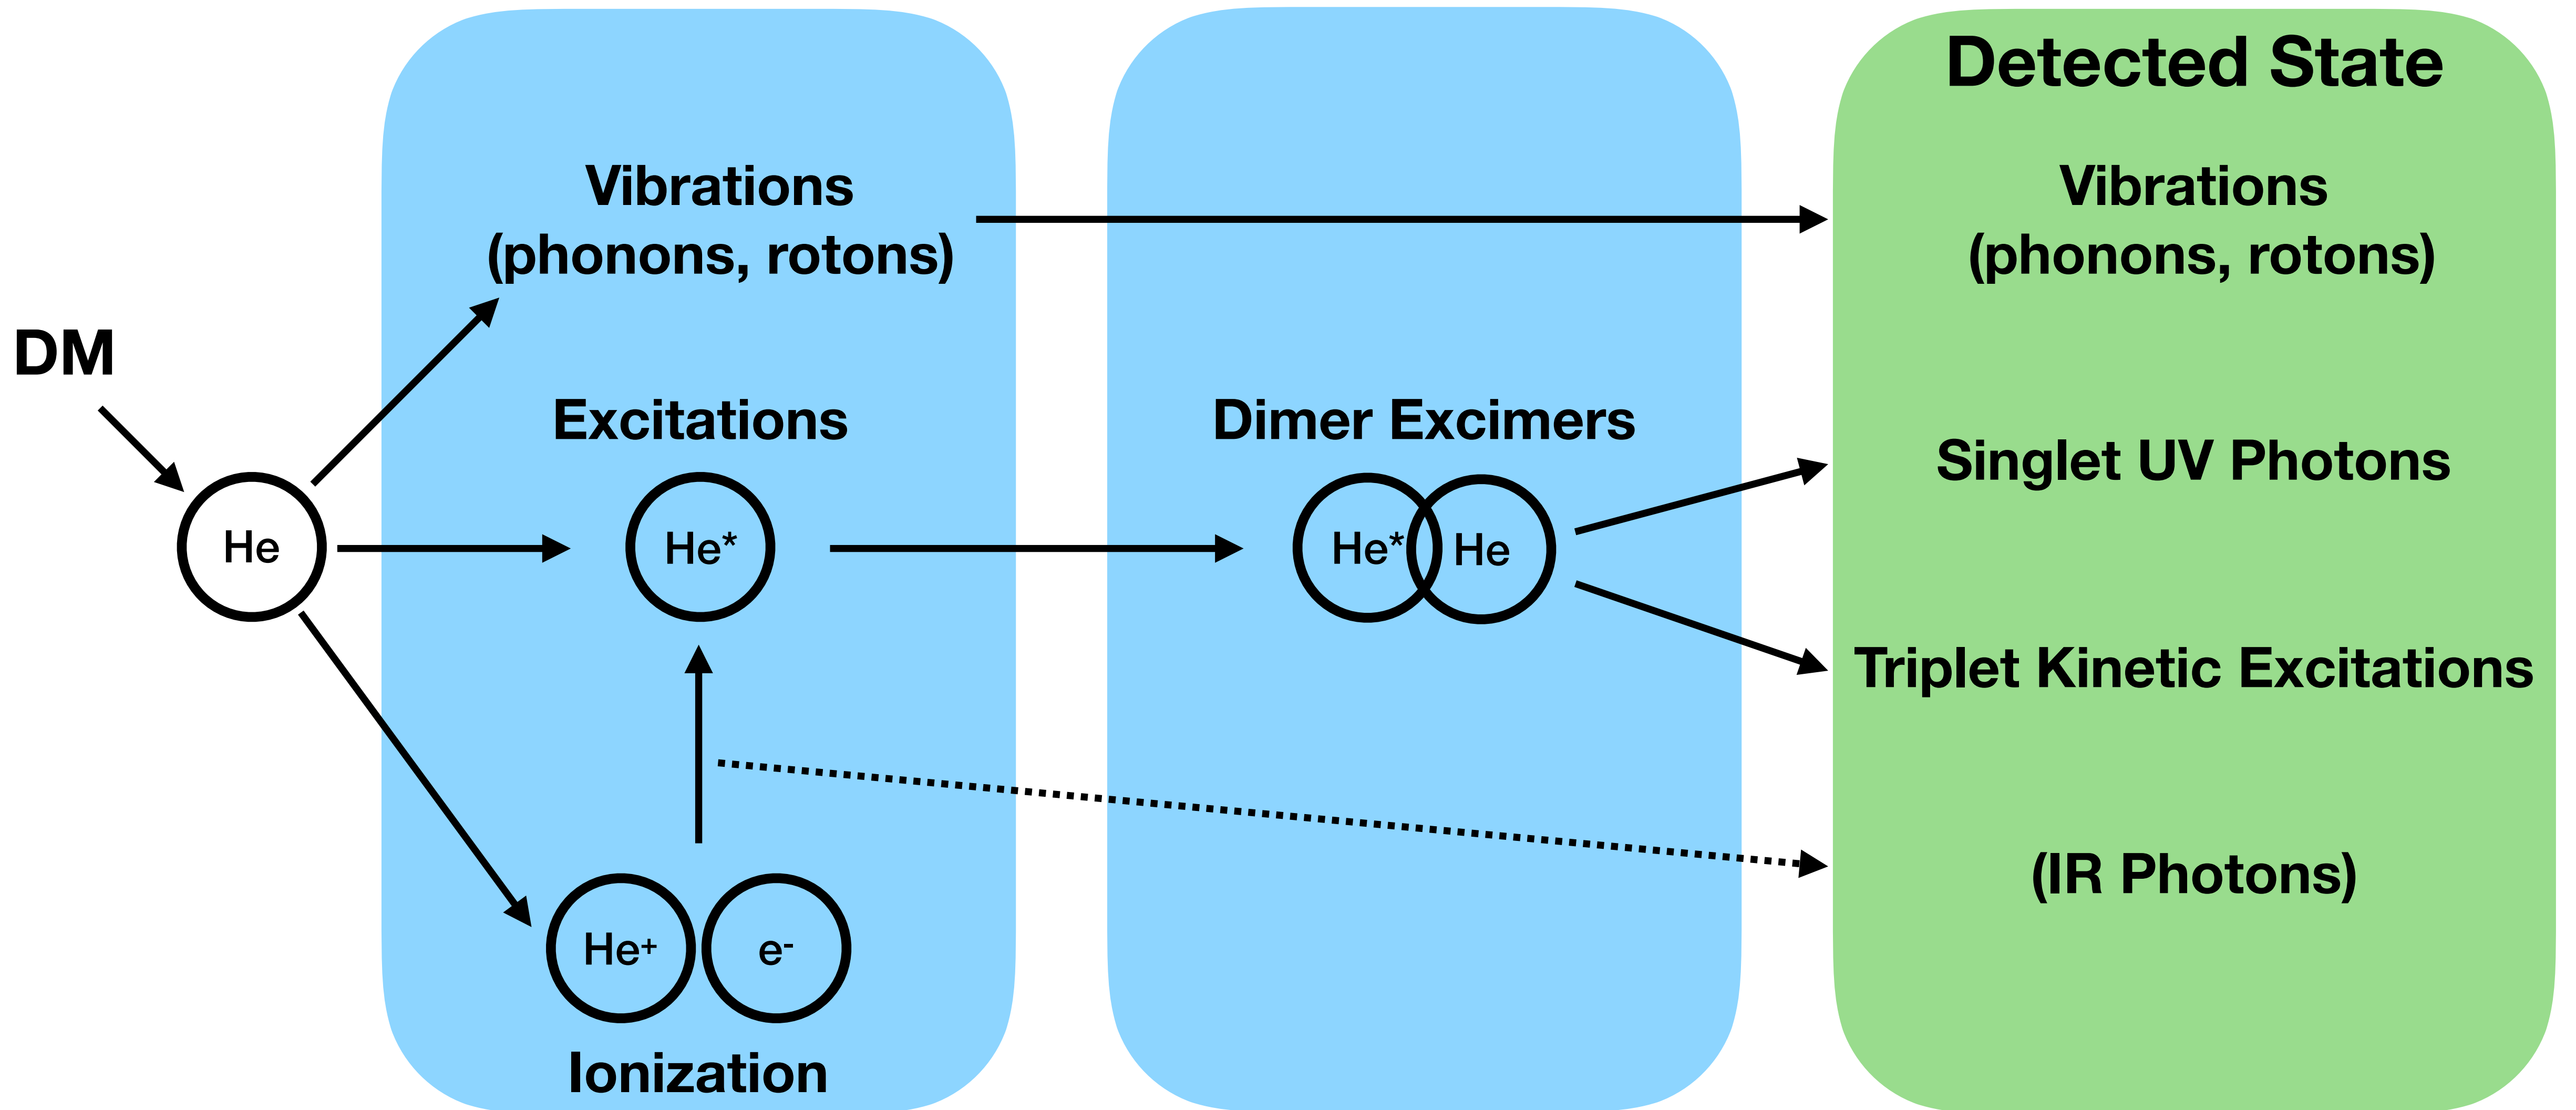 Detected State
Vibrations
(phonons, rotons)
Vibrations
(phonons, rotons)
DM
Excitations
Dimer Excimers
Singlet UV Photons
He
He*
He*
He
Triplet Kinetic Excitations
(IR Photons)
He⁺
e⁻
Ionization